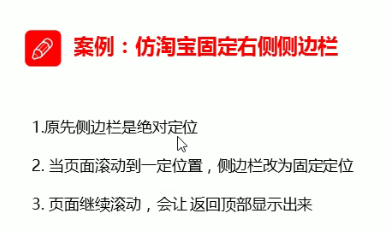 案例：仿淘宝固定右侧侧边栏
1.原先侧边栏是绝对定位
2. 当页面滚动到一定位置，侧边栏改为固定定位
3. 页面继续滚动，会让 返回顶部显示出来